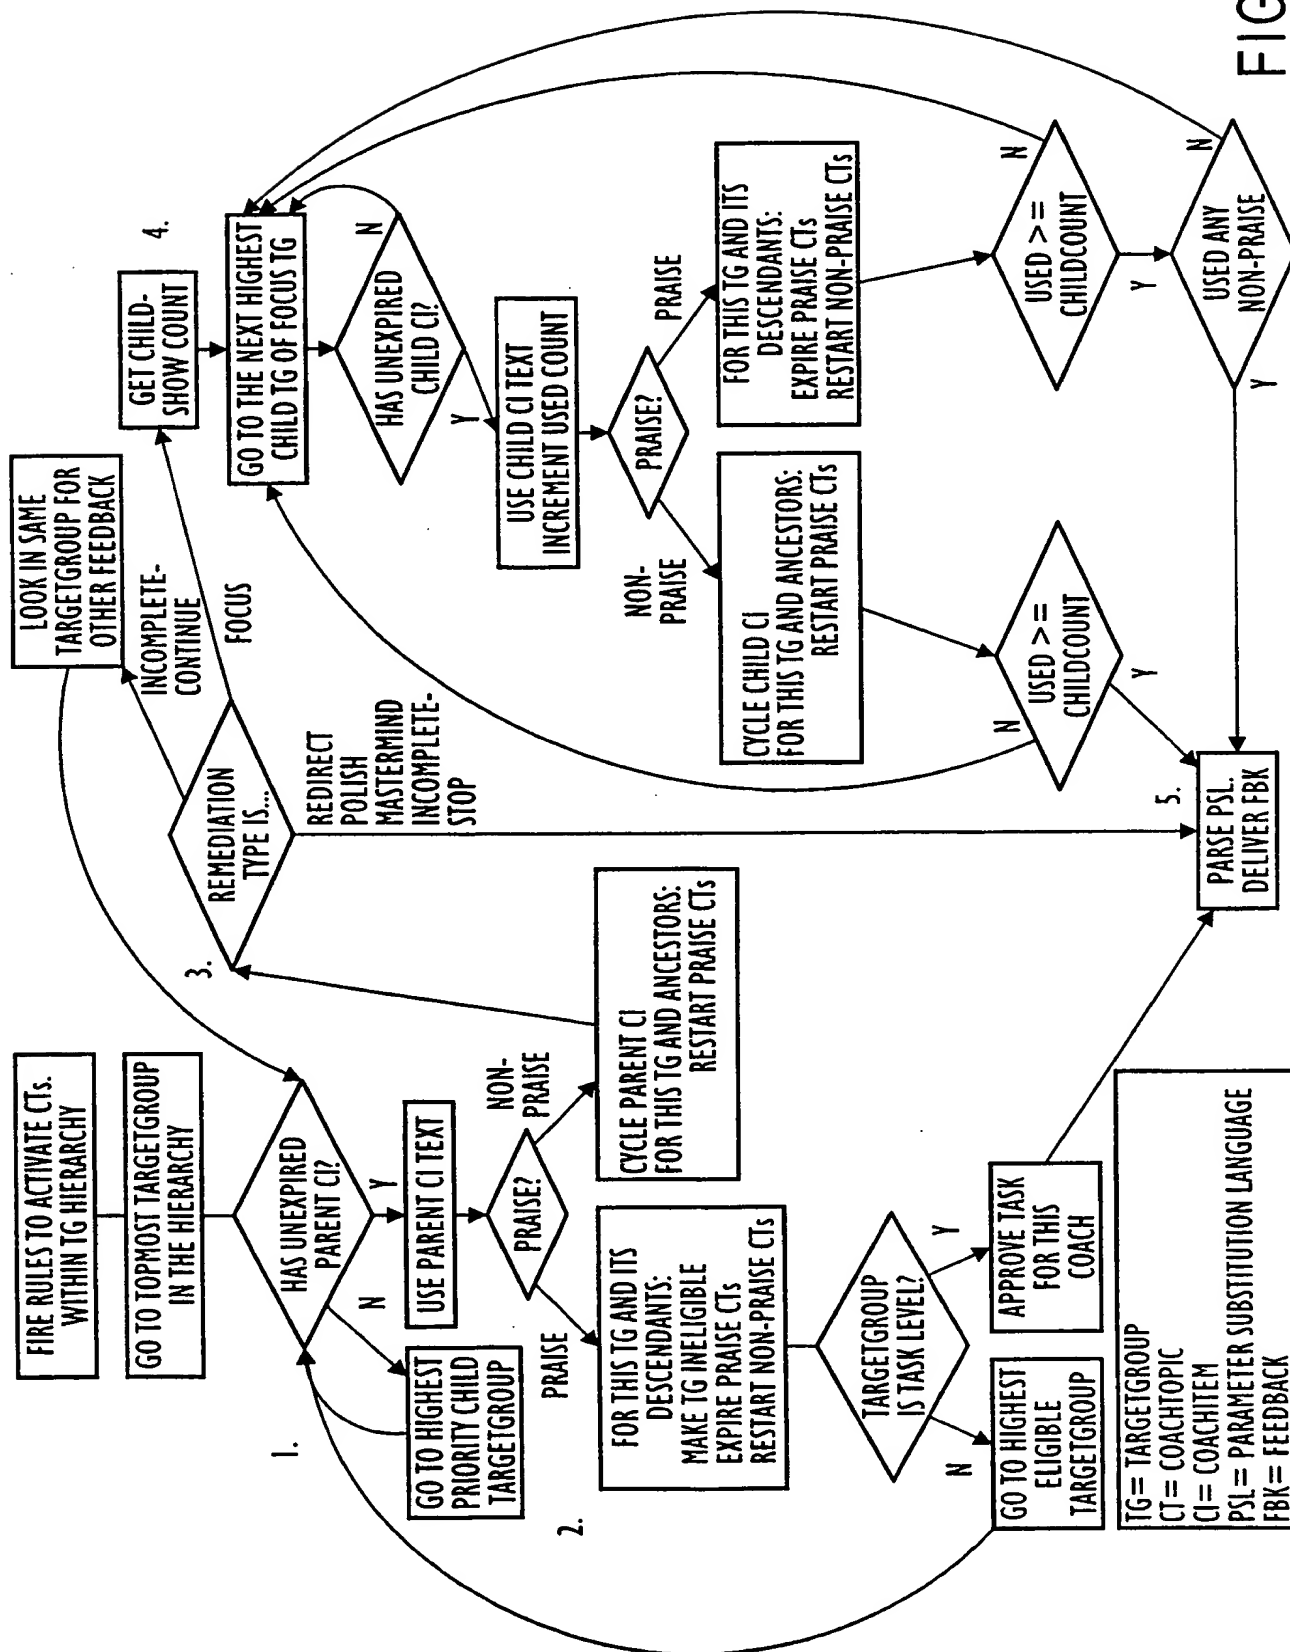 FIRE RULES TO ACTIVATE CTs.
WITHIN TG HIERARCHY
GO TO TOPMOST TARGETGROUP
IN THE HIERARCHY
1.
HAS UNEXPIRED
PARENT CI?
N
Y
GO TO HIGHEST
PRIORITY CHILD
TARGETGROUP
USE PARENT CI TEXT
2.
PRAISE?
PRAISE
NON-
PRAISE
FOR THIS TG AND ITS
DESCENDANTS:
MAKE TG INELIGIBLE
EXPIRE PRAISE CTs
RESTART NON-PRAISE CTs
CYCLE PARENT CI
FOR THIS TG AND ANCESTORS:
RESTART PRAISE CTs
TARGETGROUP
IS TASK LEVEL?
N
Y
GO TO HIGHEST
ELIGIBLE
TARGETGROUP
APPROVE TASK
FOR THIS
COACH
TG= TARGETGROUP
CT= COACHTOPIC
CI= COACHITEM
PSL= PARAMETER SUBSTITUTION LANGUAGE
FBK= FEEDBACK
3.
REMEDIATION
TYPE IS...
LOOK IN SAME
TARGETGROUP FOR
OTHER FEEDBACK
INCOMPLETE-
CONTINUE
FOCUS
REDIRECT
POLISH
MASTERMIND
INCOMPLETE-
STOP
4.
GET CHILD-
SHOW COUNT
GO TO THE NEXT HIGHEST
CHILD TG OF FOCUS TG
HAS UNEXPIRED
CHILD CI?
N
Y
USE CHILD CI TEXT
INCREMENT USED COUNT
PRAISE?
NON-
PRAISE
PRAISE
CYCLE CHILD CI
FOR THIS TG AND ANCESTORS:
RESTART PRAISE CTs
FOR THIS TG AND ITS
DESCENDANTS:
EXPIRE PRAISE CTs
RESTART NON-PRAISE CTs
USED >=
CHILDCOUNT
N
Y
USED >=
CHILDCOUNT
N
Y
USED ANY
NON-PRAISE
N
Y
5.
PARSE PSL.
DELIVER FBK
FIG